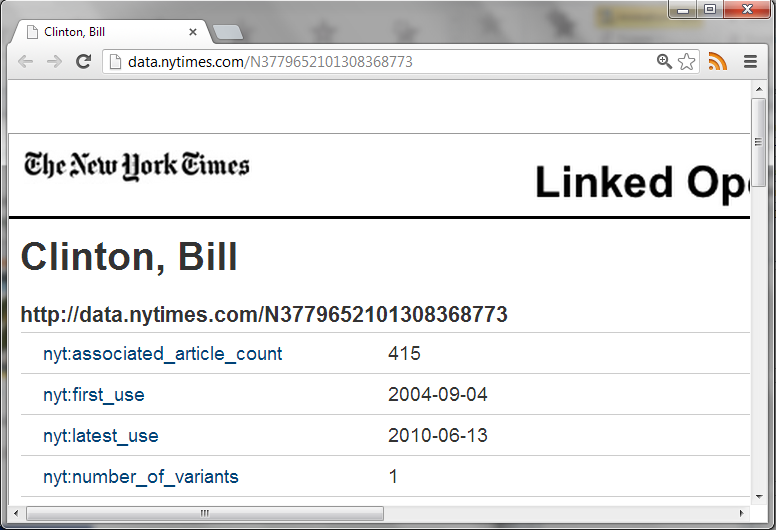 Clinton, Bill
data.nytimes.com/N3779652101308368773
The New York Times
Linked Op
Clinton, Bill
http://data.nytimes.com/N3779652101308368773
nyt:associated_article_count 415
nyt:first_use 2004-09-04
nyt:latest_use 2010-06-13
nyt:number_of_variants 1